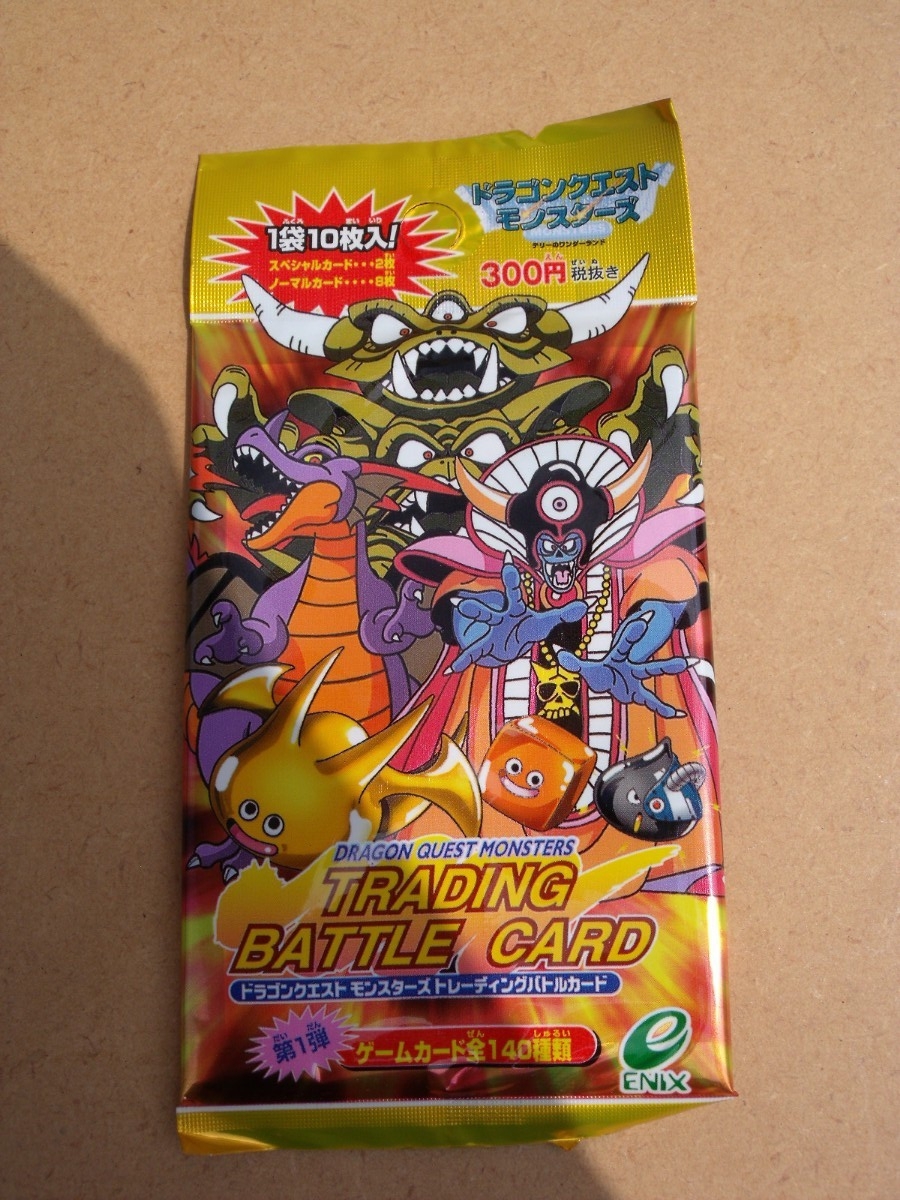 1袋10枚入!
スペシャルカード・・・2枚
ノーマルカード・・・・8枚
ドラゴンクエスト
モンスターズ
テリーのワンダーランド
300円 税抜き
DRAGON QUEST MONSTERS
TRADING
BATTLE CARD
ドラゴンクエスト モンスターズ トレーディングバトルカード
第1弾
ゲームカード全140種類
ENIX